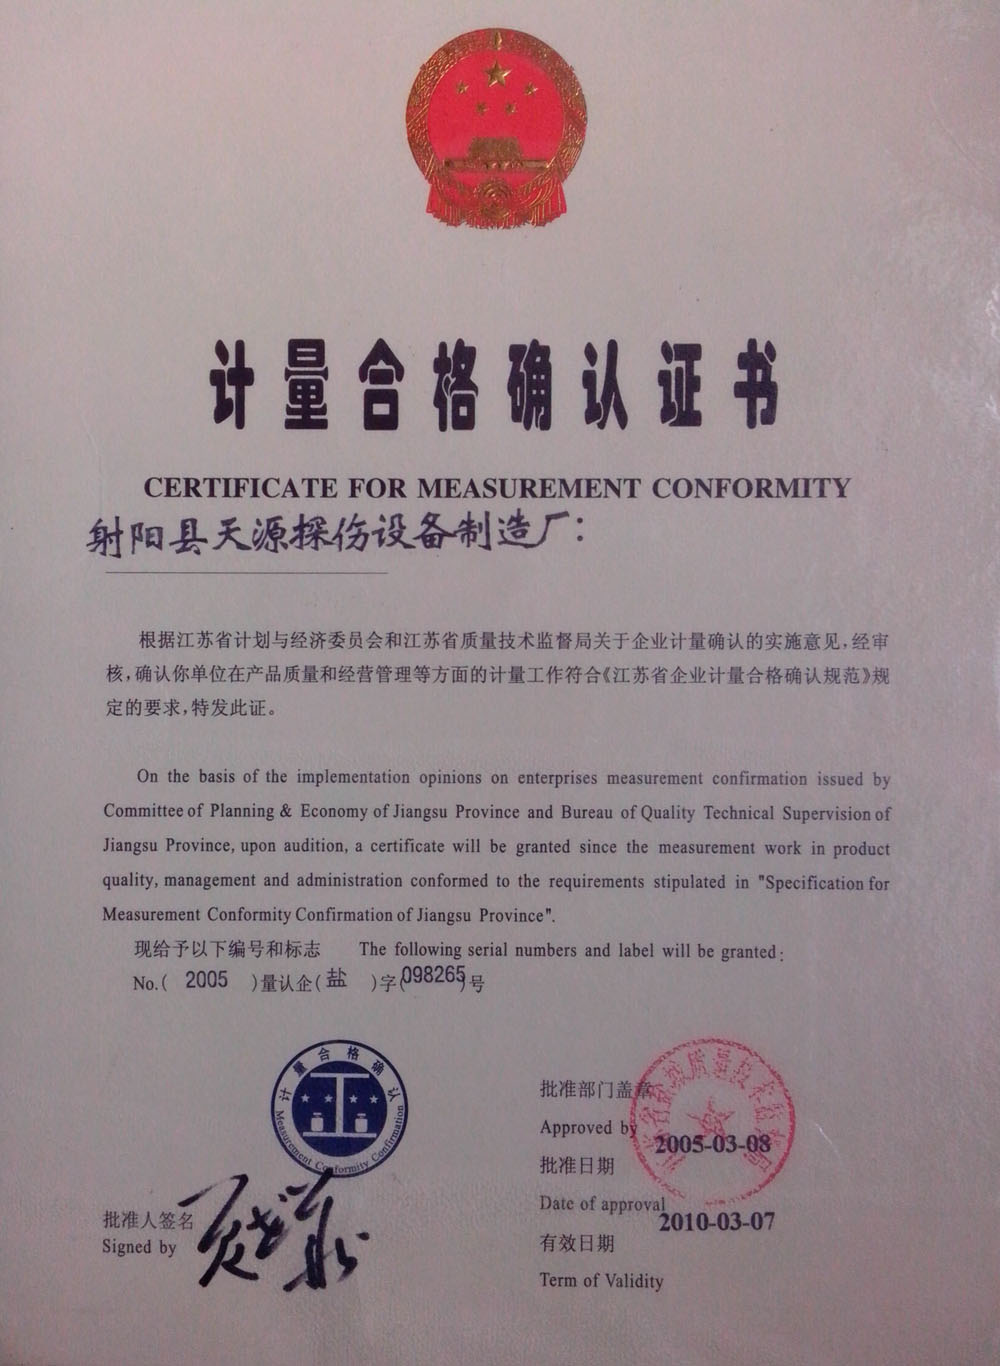 计量合格确认证书
CERTIFICATE FOR MEASUREMENT CONFORMITY
射阳县天源探伤设备制造厂：
根据江苏省计划与经济委员会和江苏省质量技术监督局关于企业计量确认的实施意见,经审
核,确认你单位在产品质量和经营管理等方面的计量工作符合《江苏省企业计量合格确认规范》规
定的要求,特发此证。
On the basis of the implementation opinions on enterprises measurement confirmation issued by
Committee of Planning & Economy of Jiangsu Province and Bureau of Quality Technical Supervision of
Jiangsu Province, upon audition, a certificate will be granted since the measurement work in product
quality, management and administration conformed to the requirements stipulated in "Specification for
Measurement Conformity Confirmation of Jiangsu Province".
现给予以下编号和标志 The following serial numbers and label will be granted:
No.( 2005 )量认企(盐 )字(098265)号
计量合格确认
Measurement Conformity Confirmation
批准人签名
Signed by
批准部门盖章
Approved by
2005-03-08
批准日期
Date of approval
2010-03-07
有效日期
Term of Validity